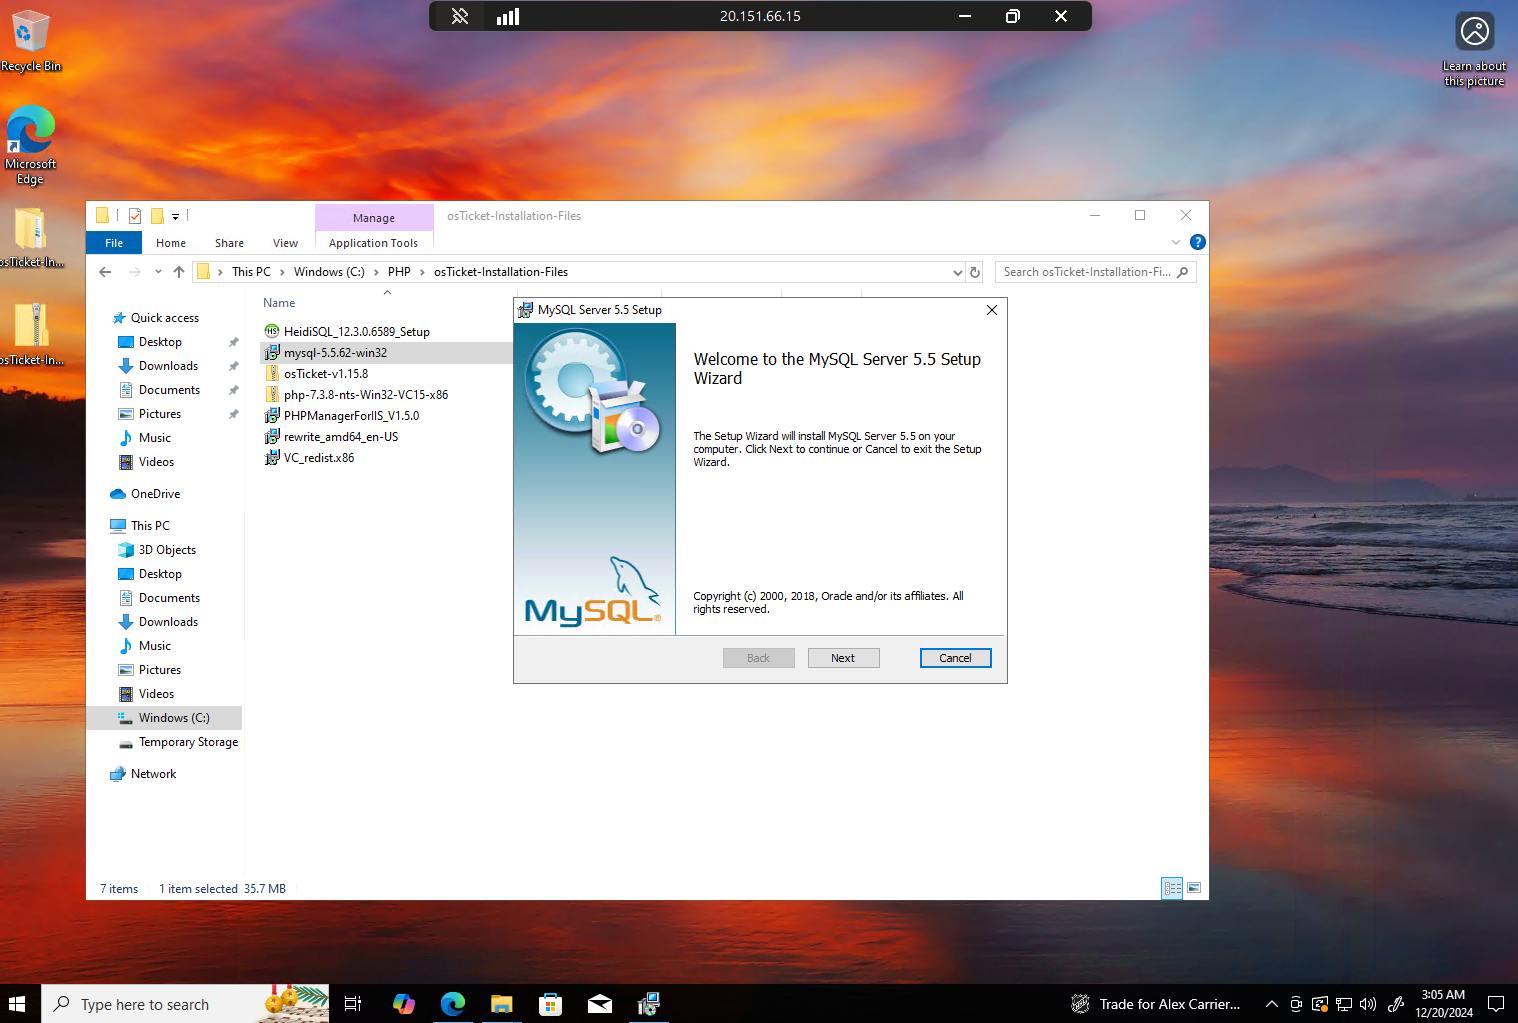 20.151.66.15
Recycle Bin
Learn about
this picture
Microsoft
Edge
osTicket-In...
osTicket-In...
Manage
osTicket-Installation-Files
File
Home
Share
View
Application Tools
?
This PC
Windows (C:)
PHP
osTicket-Installation-Files
Search osTicket-Installation-Fi...
Name
Quick access
Desktop
Downloads
Documents
Pictures
Music
Videos
OneDrive
This PC
3D Objects
Desktop
Documents
Downloads
Music
Pictures
Videos
Windows (C:)
Temporary Storage
Network
HS
HeidiSQL_12.3.0.6589_Setup
mysql-5.5.62-win32
osTicket-v1.15.8
php-7.3.8-nts-Win32-VC15-x86
PHPManagerForIIS_V1.5.0
rewrite_amd64_en-US
VC_redist.x86
MySQL Server 5.5 Setup
Welcome to the MySQL Server 5.5 Setup
Wizard
The Setup Wizard will install MySQL Server 5.5 on your
computer. Click Next to continue or Cancel to exit the Setup
Wizard.
MySQL®
Copyright (c) 2000, 2018, Oracle and/or its affiliates. All
rights reserved.
Back
Next
Cancel
7 items
1 item selected 35.7 MB
Type here to search
Trade for Alex Carrier...
3:05 AM
12/20/2024